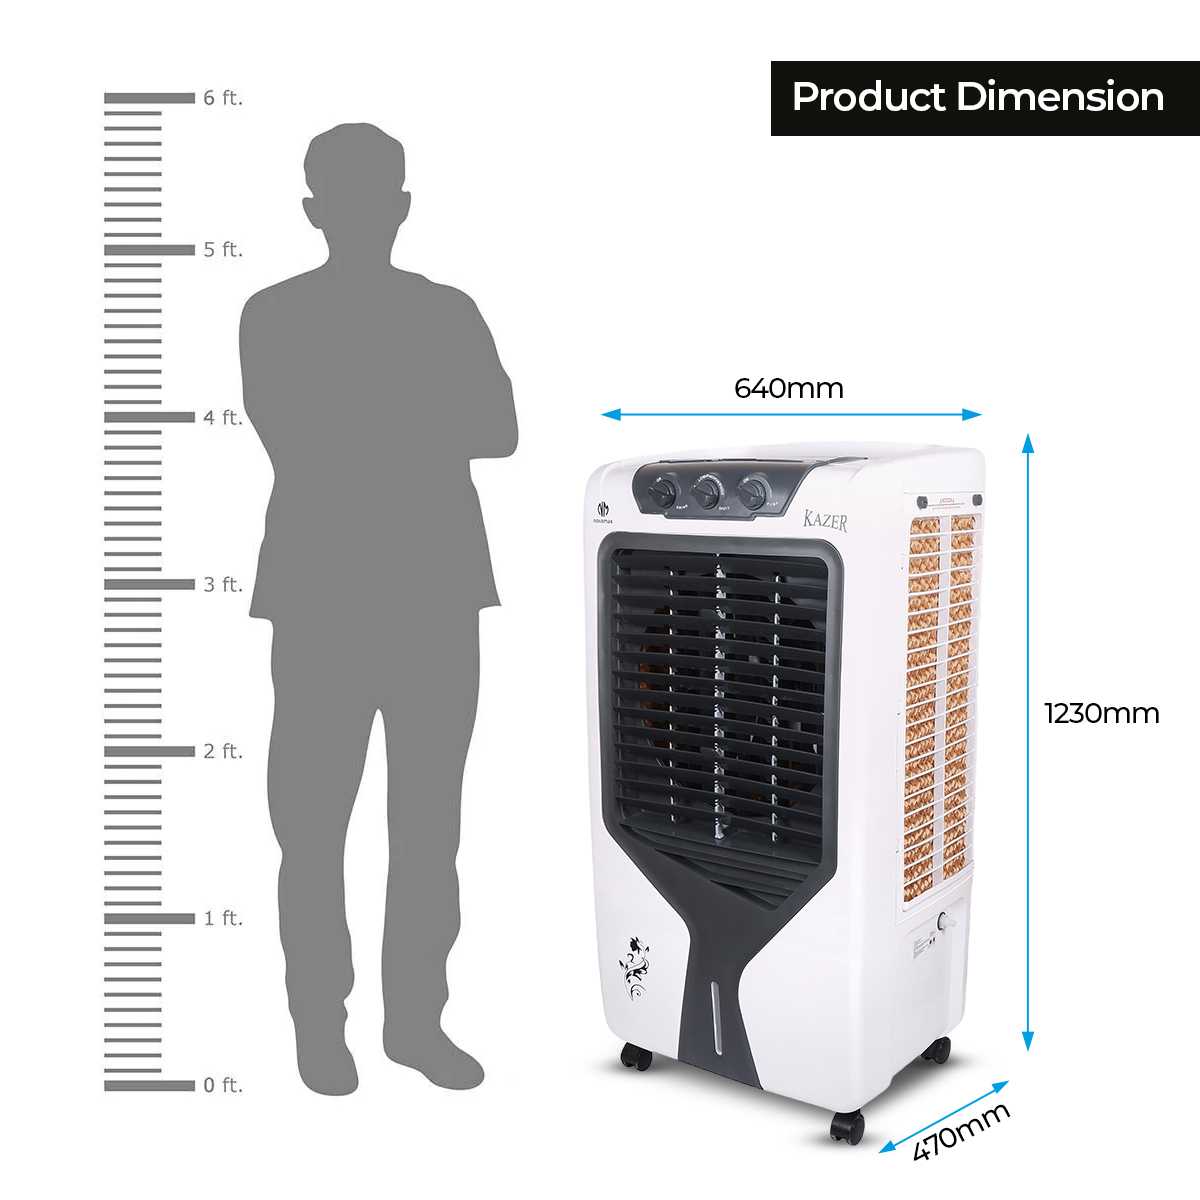 Product Dimension
6 ft.
5 ft.
4 ft.
3 ft.
2 ft.
1 ft.
0 ft.
640mm
1230mm
470mm
novamax
KAZER